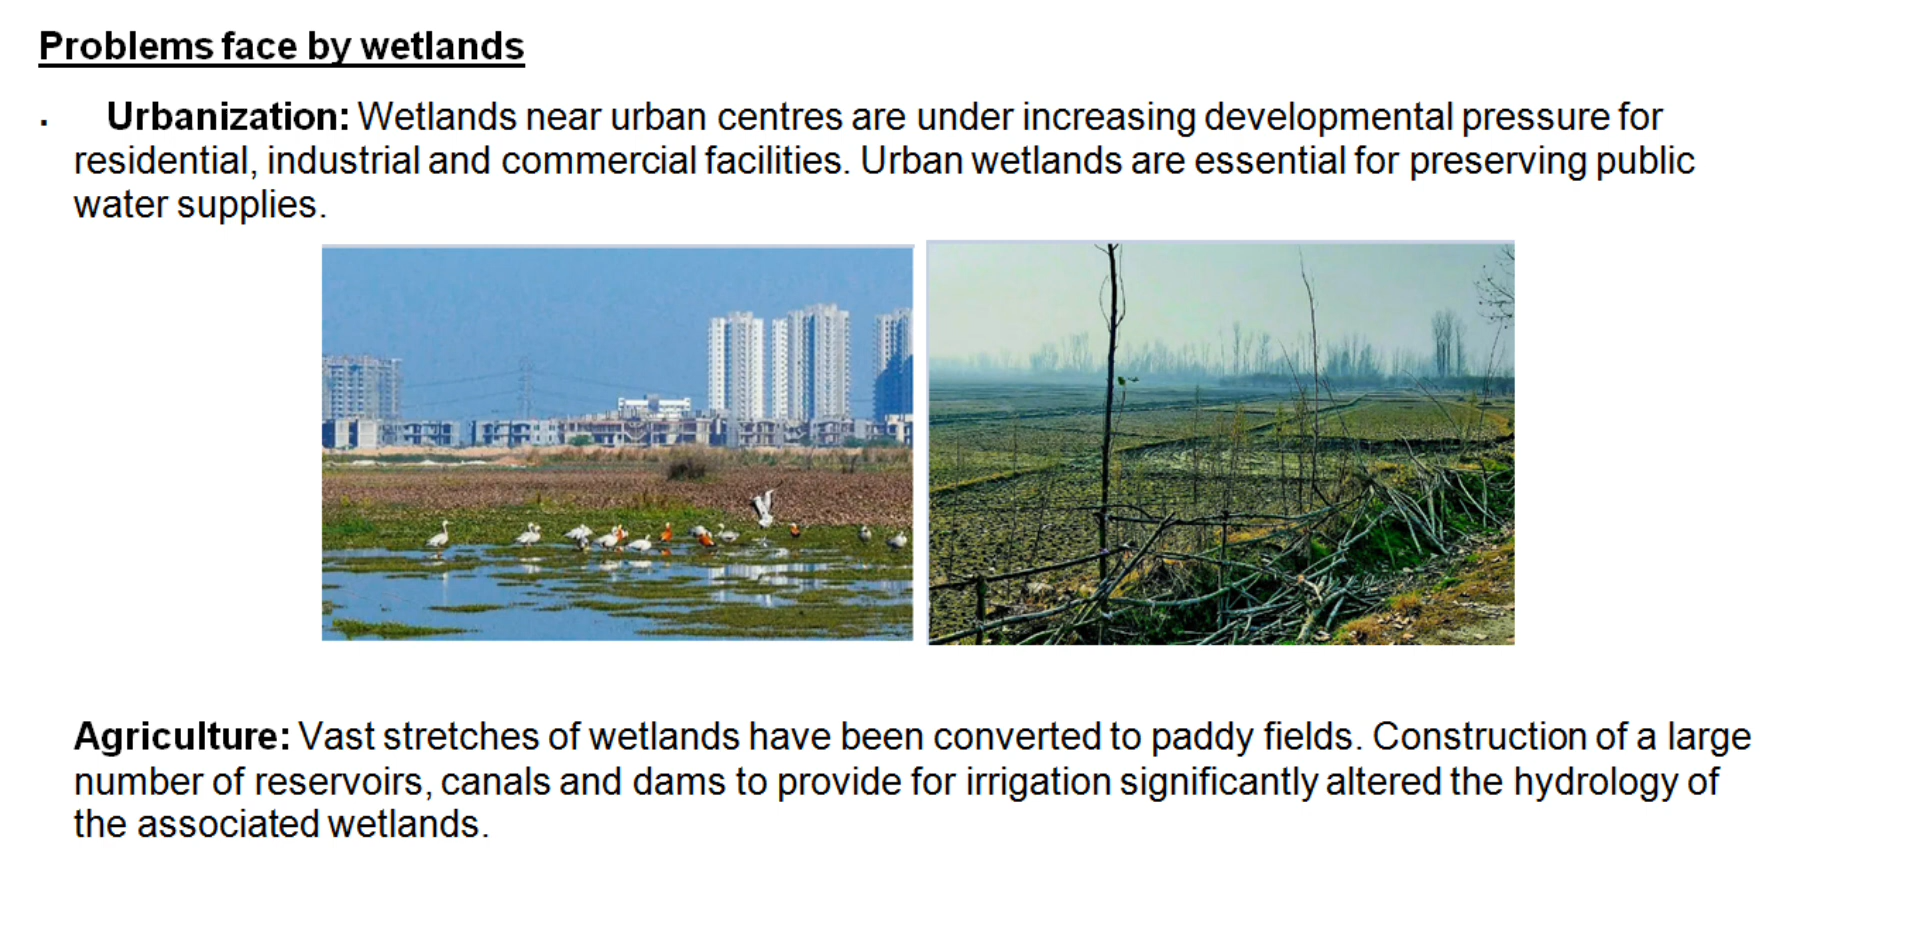 Problems face by wetlands
· Urbanization: Wetlands near urban centres are under increasing developmental pressure for
residential, industrial and commercial facilities. Urban wetlands are essential for preserving public
water supplies.
Agriculture: Vast stretches of wetlands have been converted to paddy fields. Construction of a large
number of reservoirs, canals and dams to provide for irrigation significantly altered the hydrology of
the associated wetlands.